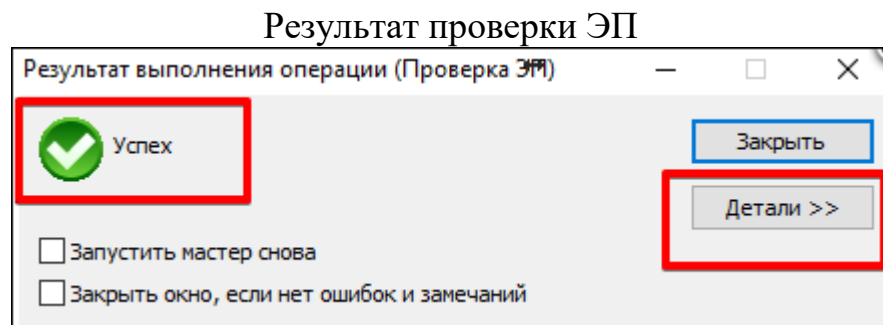 Результат проверки ЭП
Результат выполнения операции (Проверка ЭП)
Успех
Закрыть
Детали >>
Запустить мастер снова
Закрыть окно, если нет ошибок и замечаний